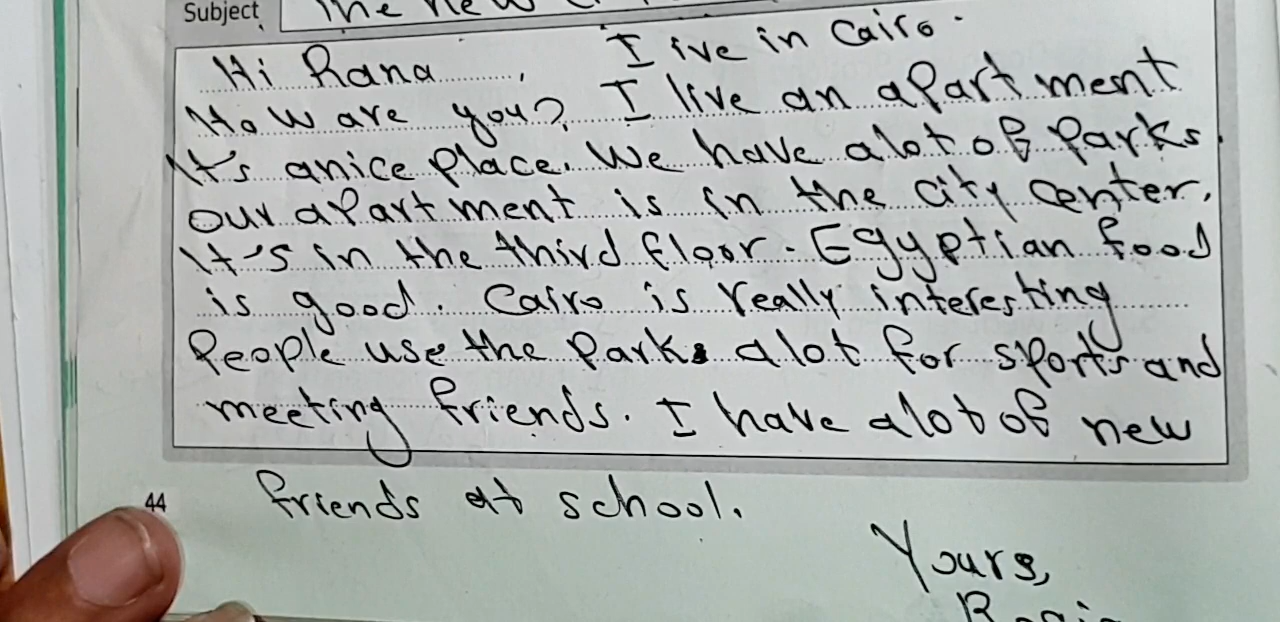 Subject The new
Hi Rana , I ive in Cairo.
How are you? I live an apartment
It's anice place. We have alot of parks.
our apartment is in the city center.
It's in the third floor. Egyptian food
is good. Cairo is really interesting
People use the parks alot for sports and
meeting friends. I have alot of new
friends at school.
44
Yours,